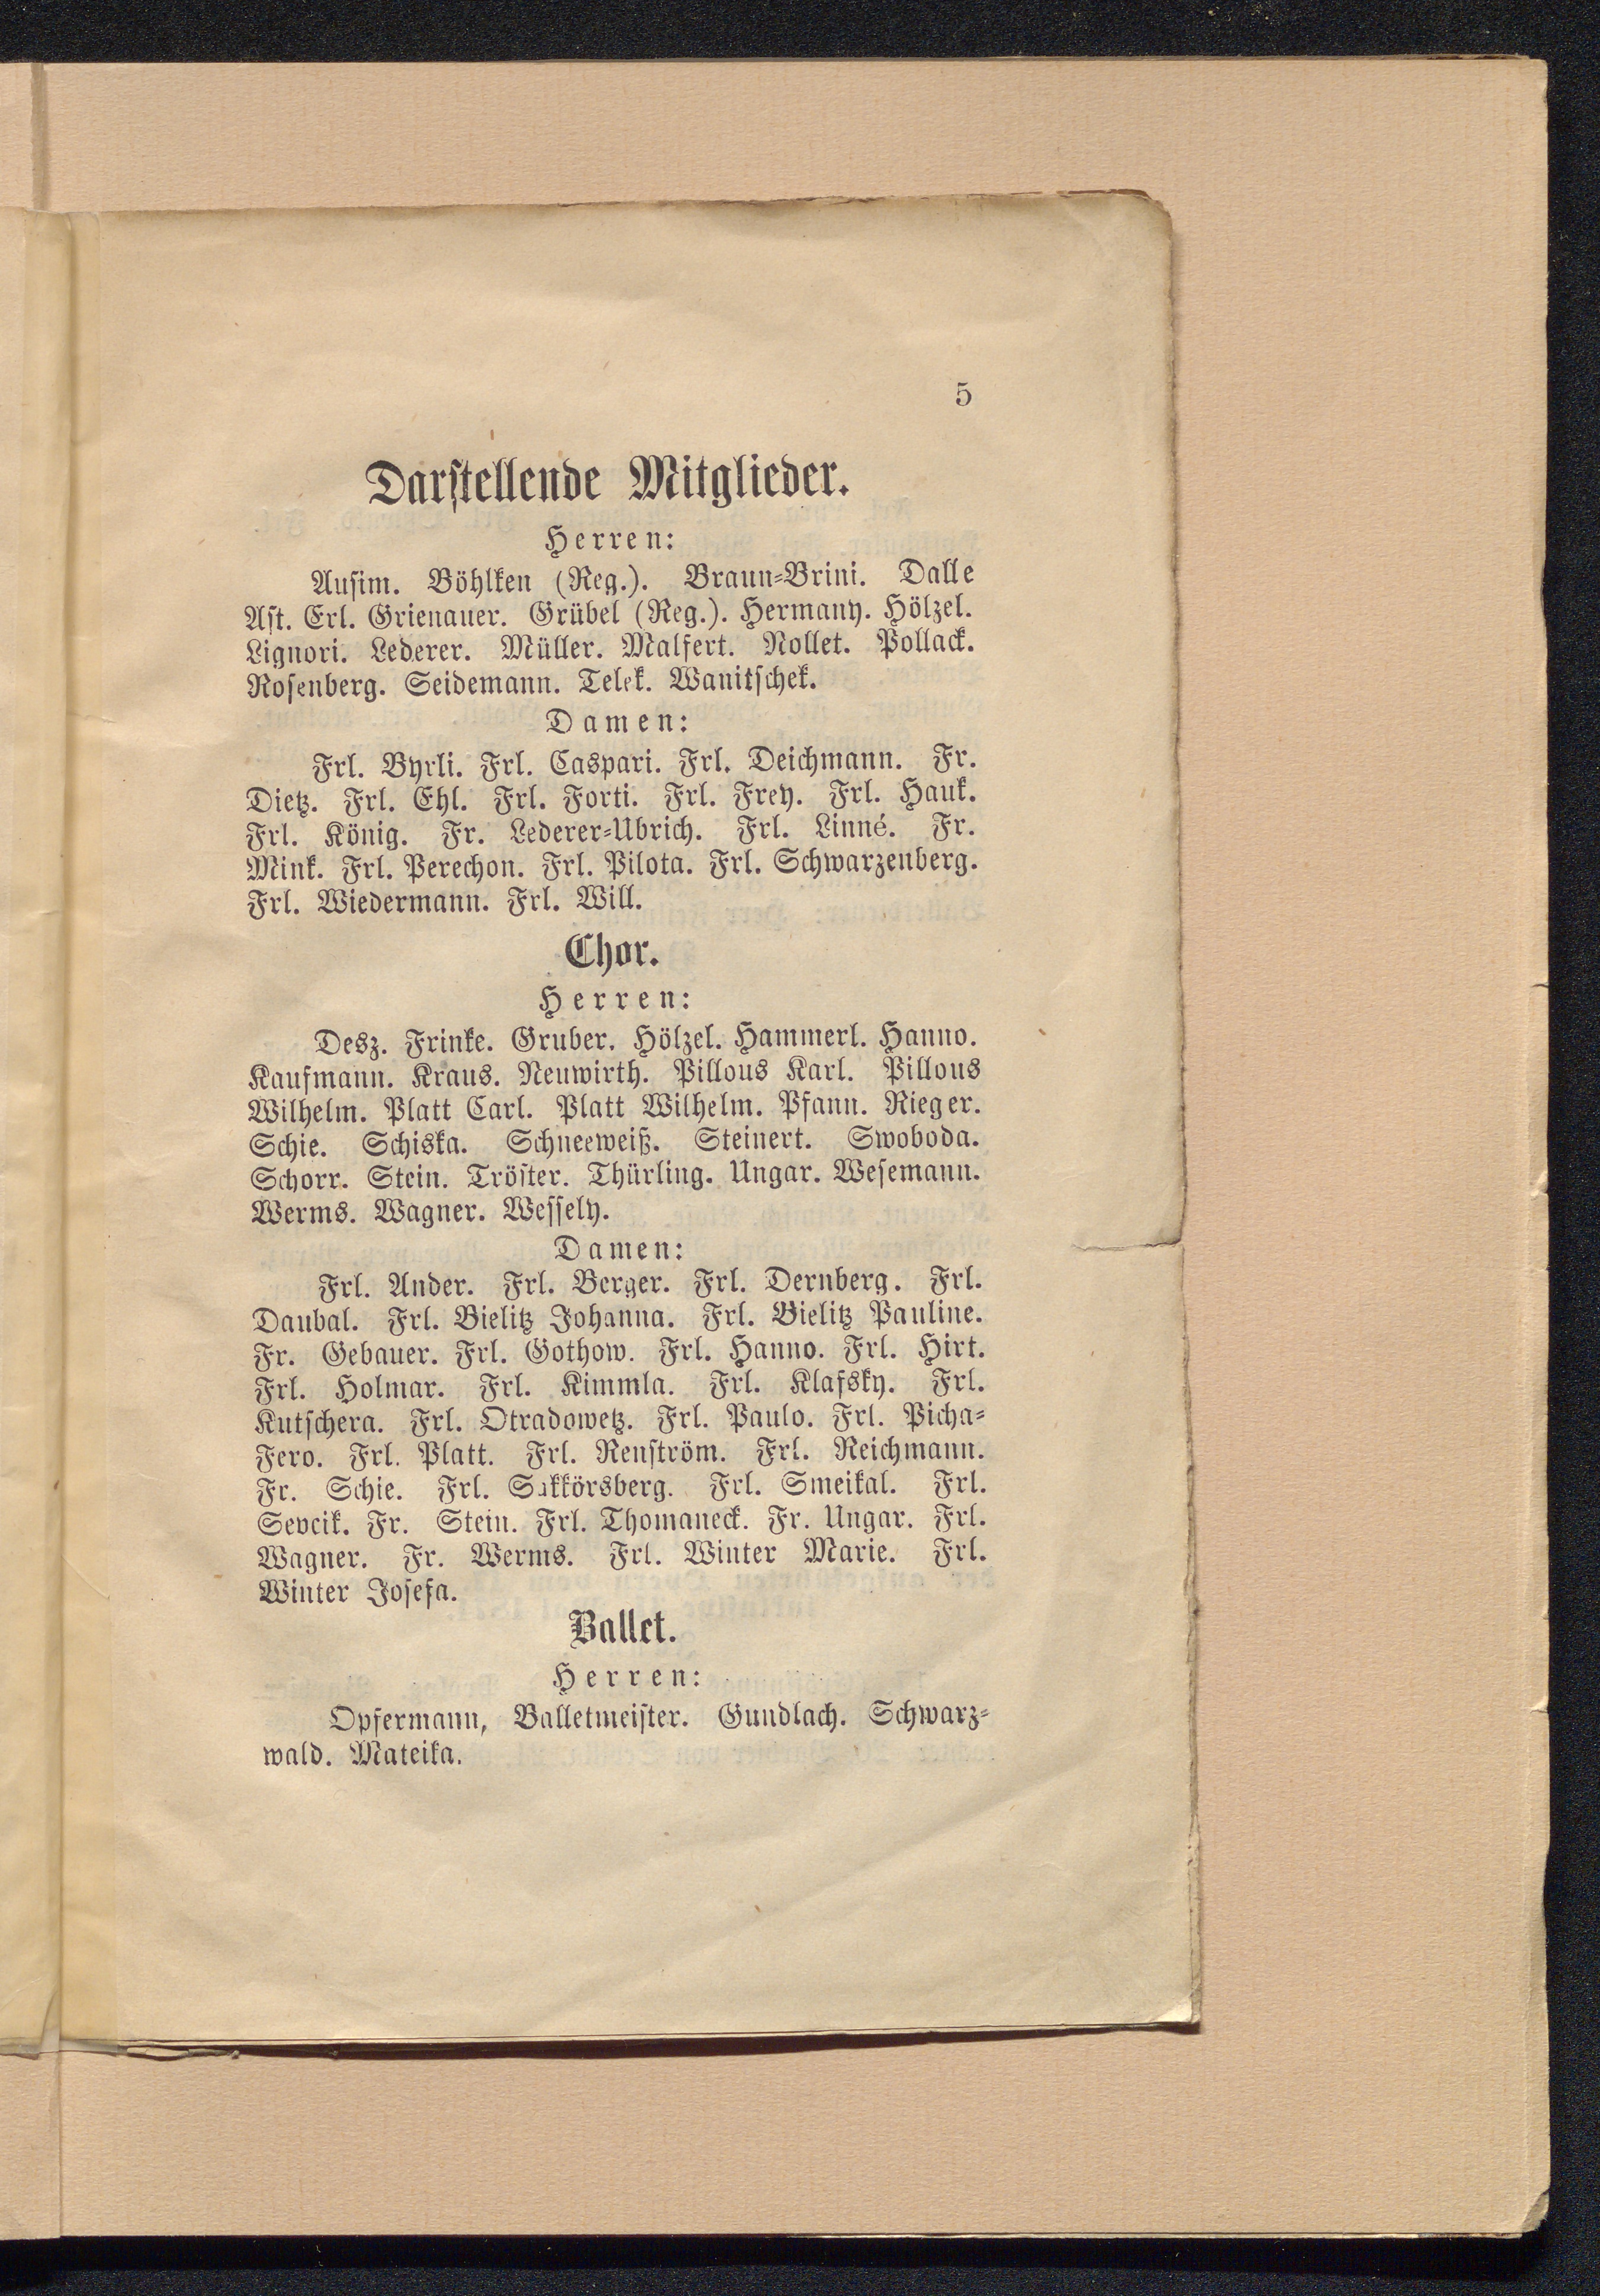 5
Darstellende Mitglieder.
Herren:
Ausim. Böhlken (Reg.). Braun-Brini. Dalle
Ast. Erl. Grienauer. Grübel (Reg.). Hermany. Hölzel.
Lignori. Lederer. Müller. Malfert. Nollet. Pollack.
Rosenberg. Seidemann. Telek. Wanitschek.
Damen:
Frl. Byrli. Frl. Caspari. Frl. Deichmann. Fr.
Dietz. Frl. Ehl. Frl. Forti. Frl. Frey. Frl. Hauk.
Frl. König. Fr. Lederer-Ubrich. Frl. Linné. Fr.
Mink. Frl. Perechon. Frl. Pilota. Frl. Schwarzenberg.
Frl. Wiedermann. Frl. Will.
Chor.
Herren:
Desz. Frinke. Gruber. Hölzel. Hammerl. Hanno.
Kaufmann. Kraus. Neuwirth. Pillous Karl. Pillous
Wilhelm. Platt Carl. Platt Wilhelm. Pfann. Rieger.
Schie. Schiska. Schneeweiß. Steinert. Swoboda.
Schorr. Stein. Tröster. Thürling. Ungar. Wesemann.
Werms. Wagner. Wessely.
Damen:
Frl. Ander. Frl. Berger. Frl. Dernberg. Frl.
Daubal. Frl. Bielitz Johanna. Frl. Bielitz Pauline.
Fr. Gebauer. Frl. Gothow. Frl. Hanno. Frl. Hirt.
Frl. Holmar. Frl. Kimmla. Frl. Klafsky. Frl.
Kutschera. Frl. Otradowetz. Frl. Paulo. Frl. Picha-
Fero. Frl. Platt. Frl. Renström. Frl. Reichmann.
Fr. Schie. Frl. Sakkörsberg. Frl. Smeikal. Frl.
Sevcik. Fr. Stein. Frl. Thomaneck. Fr. Ungar. Frl.
Wagner. Fr. Werms. Frl. Winter Marie. Frl.
Winter Josefa.
Ballet.
Herren:
Opfermann, Balletmeister. Gundlach. Schwarz-
wald. Mateika.